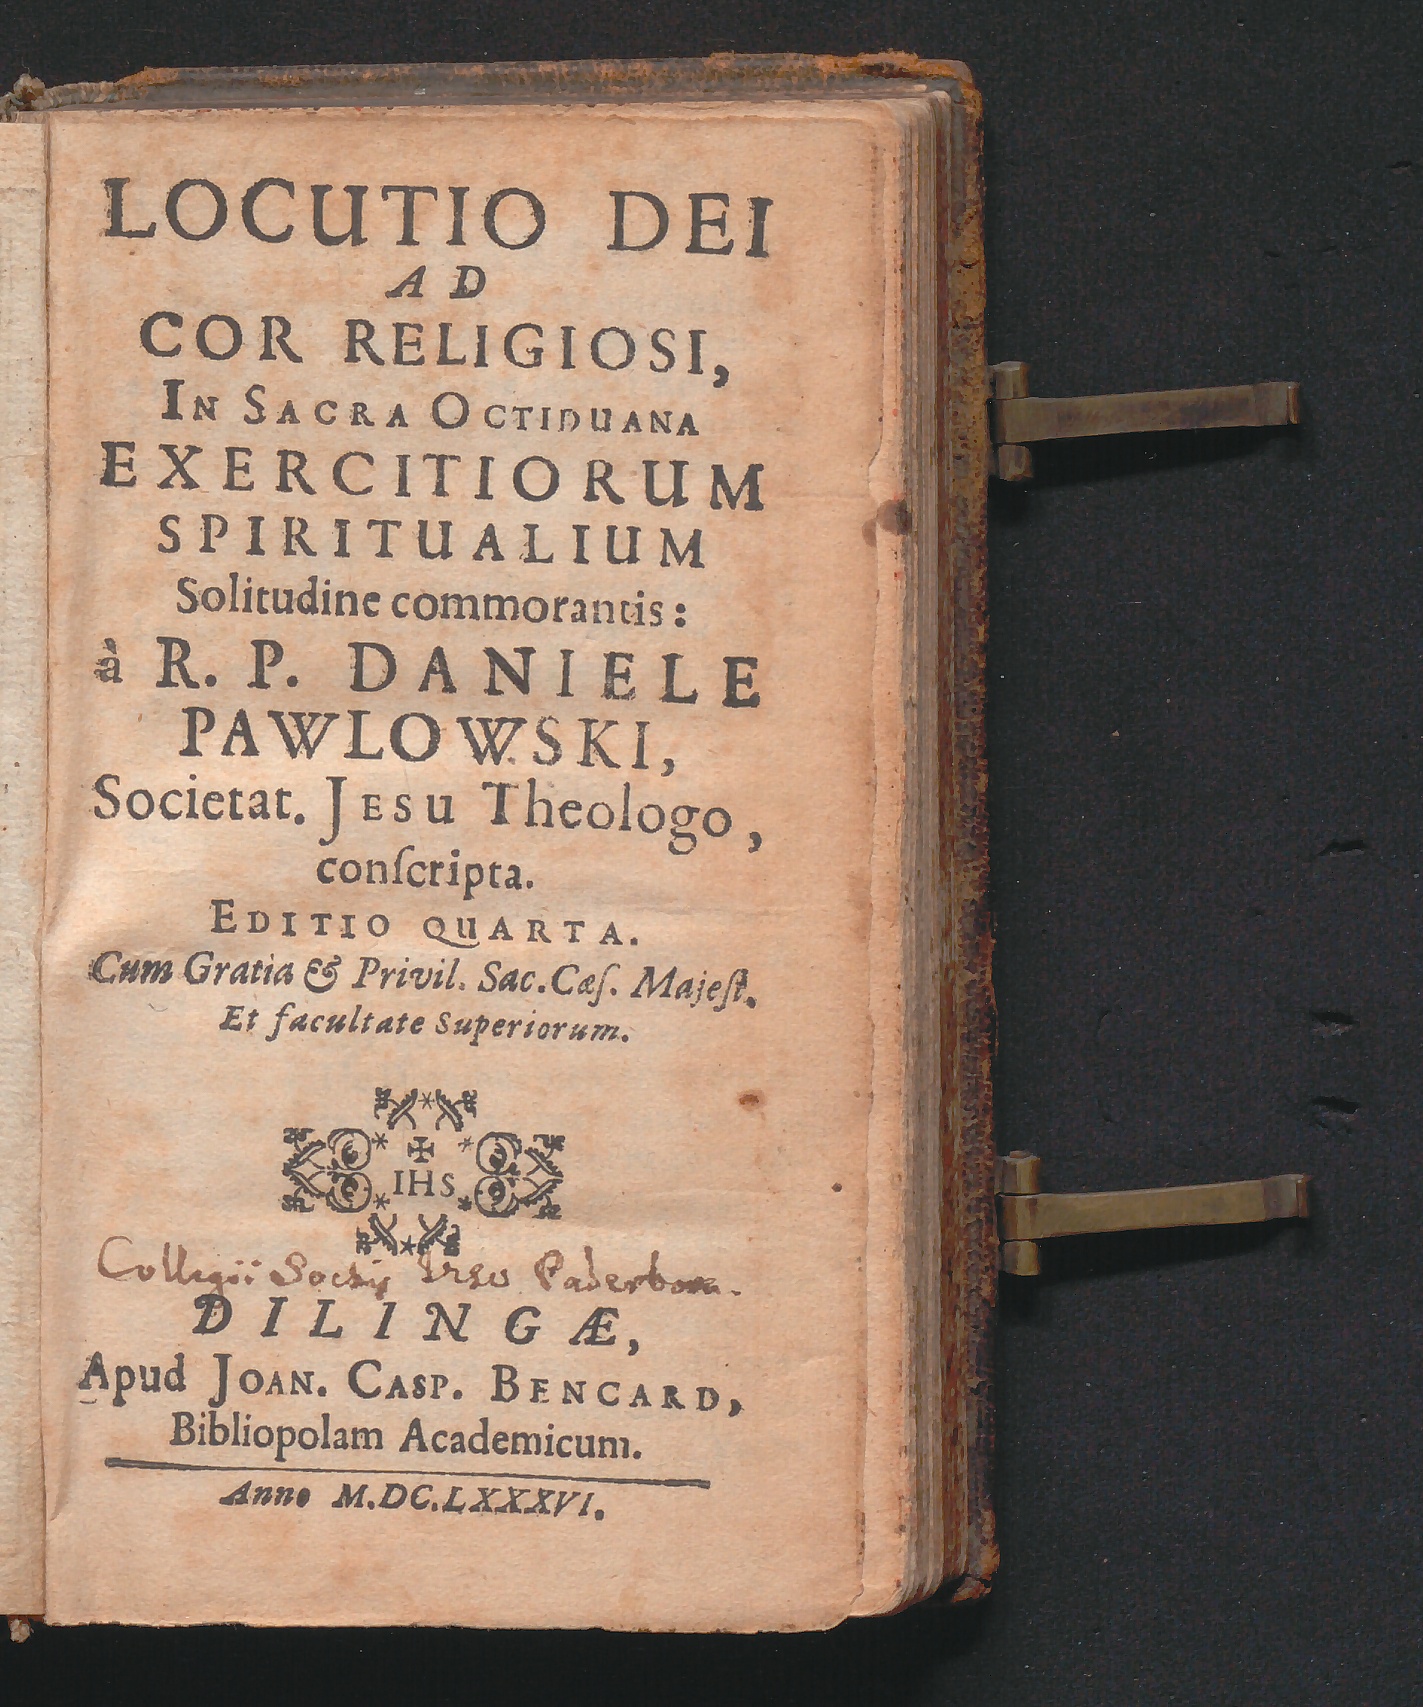 LOCUTIO DEI
AD
COR RELIGIOSI,
IN SACRA OCTIDUANA
EXERCITIORUM
SPIRITUALIUM
Solitudine commorantis:
à R. P. DANIELE
PAWLOWSKI,
Societat. JESU Theologo,
conſcripta.
EDITIO QUARTA.
Cum Gratia & Privil. Sac. Cæſ. Majeſt.
Et facultate Superiorum.
IHS
Collegii Societis Jesu Paderborn.
DILINGÆ,
Apud JOAN. CASP. BENCARD,
Bibliopolam Academicum.
Anno M.DC.LXXXVI.